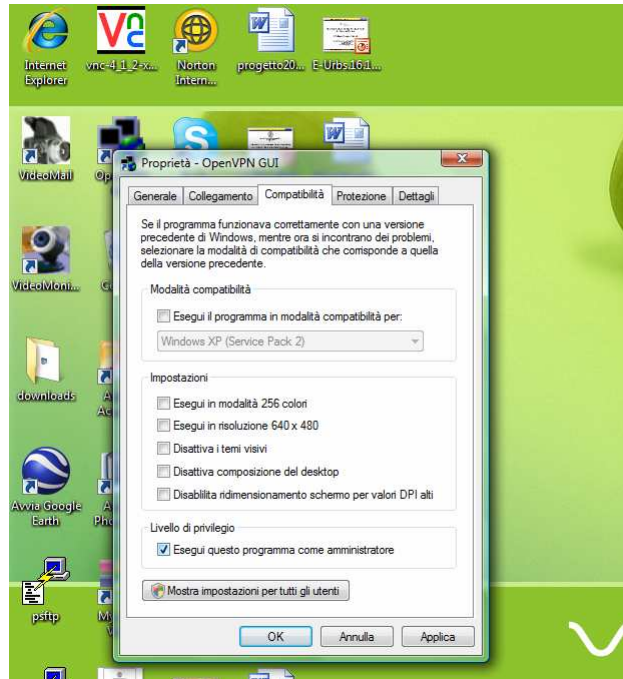 Internet
Explorer
vnc-4_1_2-x...
Norton
Intern...
progetto20...
E-Urbs.16.1...
VideoMail
Op
Proprietà - OpenVPN GUI
Generale
Collegamento
Compatibilità
Protezione
Dettagli
Se il programma funzionava correttamente con una versione
precedente di Windows, mentre ora si incontrano dei problemi,
selezionare la modalità di compatibilità che corrisponde a quella
della versione precedente.
Modalità compatibilità
Esegui il programma in modalità compatibilità per:
Windows XP (Service Pack 2)
VideoMoni...
Impostazioni
Esegui in modalità 256 colori
Esegui in risoluzione 640 x 480
Disattiva i temi visivi
Disattiva composizione del desktop
Disablilita ridimensionamento schermo per valori DPI alti
downloads
Livello di privilegio
Esegui questo programma come amministratore
Avvia Google
Earth
Mostra impostazioni per tutti gli utenti
psftp
OK
Annulla
Applica